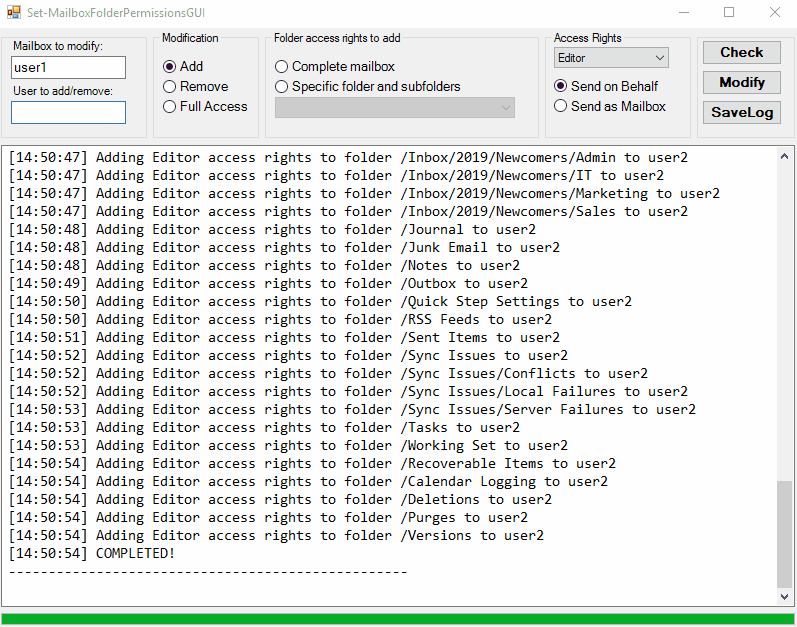 Set-MailboxFolderPermissionsGUI
Mailbox to modify:
user1
User to add/remove:
Modification
Add
Remove
Full Access
Folder access rights to add
Complete mailbox
Specific folder and subfolders
Access Rights
Editor
Send on Behalf
Send as Mailbox
Check
Modify
SaveLog
[14:50:47] Adding Editor access rights to folder /Inbox/2019/Newcomers/Admin to user2
[14:50:47] Adding Editor access rights to folder /Inbox/2019/Newcomers/IT to user2
[14:50:47] Adding Editor access rights to folder /Inbox/2019/Newcomers/Marketing to user2
[14:50:47] Adding Editor access rights to folder /Inbox/2019/Newcomers/Sales to user2
[14:50:48] Adding Editor access rights to folder /Journal to user2
[14:50:48] Adding Editor access rights to folder /Junk Email to user2
[14:50:48] Adding Editor access rights to folder /Notes to user2
[14:50:49] Adding Editor access rights to folder /Outbox to user2
[14:50:50] Adding Editor access rights to folder /Quick Step Settings to user2
[14:50:50] Adding Editor access rights to folder /RSS Feeds to user2
[14:50:51] Adding Editor access rights to folder /Sent Items to user2
[14:50:52] Adding Editor access rights to folder /Sync Issues to user2
[14:50:52] Adding Editor access rights to folder /Sync Issues/Conflicts to user2
[14:50:52] Adding Editor access rights to folder /Sync Issues/Local Failures to user2
[14:50:53] Adding Editor access rights to folder /Sync Issues/Server Failures to user2
[14:50:53] Adding Editor access rights to folder /Tasks to user2
[14:50:53] Adding Editor access rights to folder /Working Set to user2
[14:50:54] Adding Editor access rights to folder /Recoverable Items to user2
[14:50:54] Adding Editor access rights to folder /Calendar Logging to user2
[14:50:54] Adding Editor access rights to folder /Deletions to user2
[14:50:54] Adding Editor access rights to folder /Purges to user2
[14:50:54] Adding Editor access rights to folder /Versions to user2
[14:50:54] COMPLETED!
--------------------------------------------------